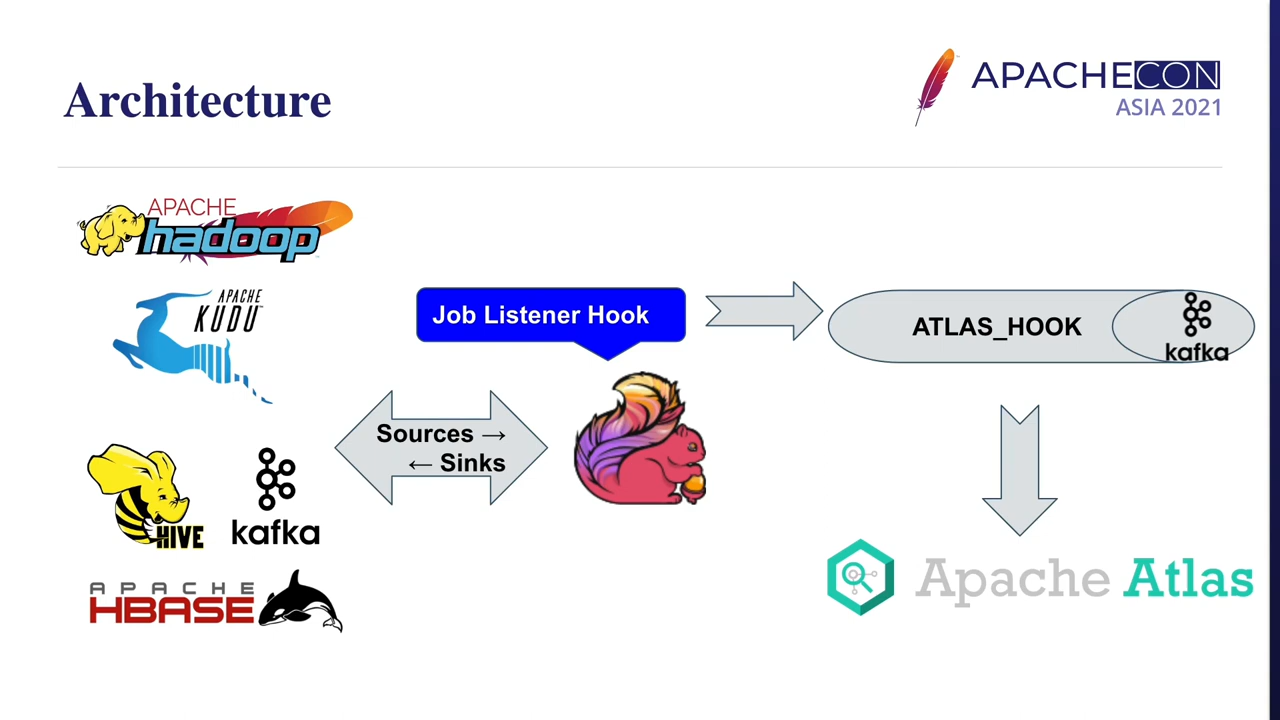 Architecture
APACHECON
ASIA 2021
APACHE
hadoop
APACHE
KUDU
Job Listener Hook
ATLAS_HOOK
kafka
Sources →
← Sinks
HIVE
kafka
APACHE
HBASE
Apache Atlas